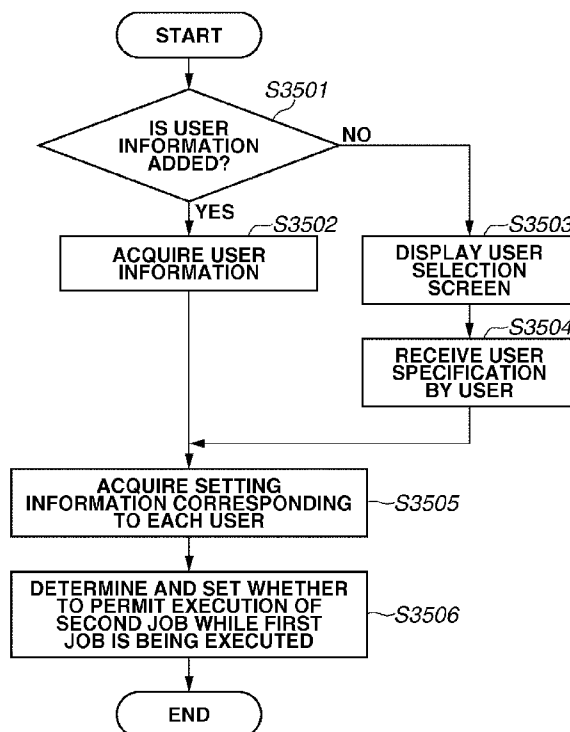 START
S3501
IS USER
INFORMATION
ADDED?
NO
YES
S3502
ACQUIRE USER
INFORMATION
S3503
DISPLAY USER
SELECTION
SCREEN
S3504
RECEIVE USER
SPECIFICATION
BY USER
ACQUIRE SETTING
INFORMATION CORRESPONDING
TO EACH USER
S3505
DETERMINE AND SET WHETHER
TO PERMIT EXECUTION OF
SECOND JOB WHILE FIRST
JOB IS BEING EXECUTED
S3506
END